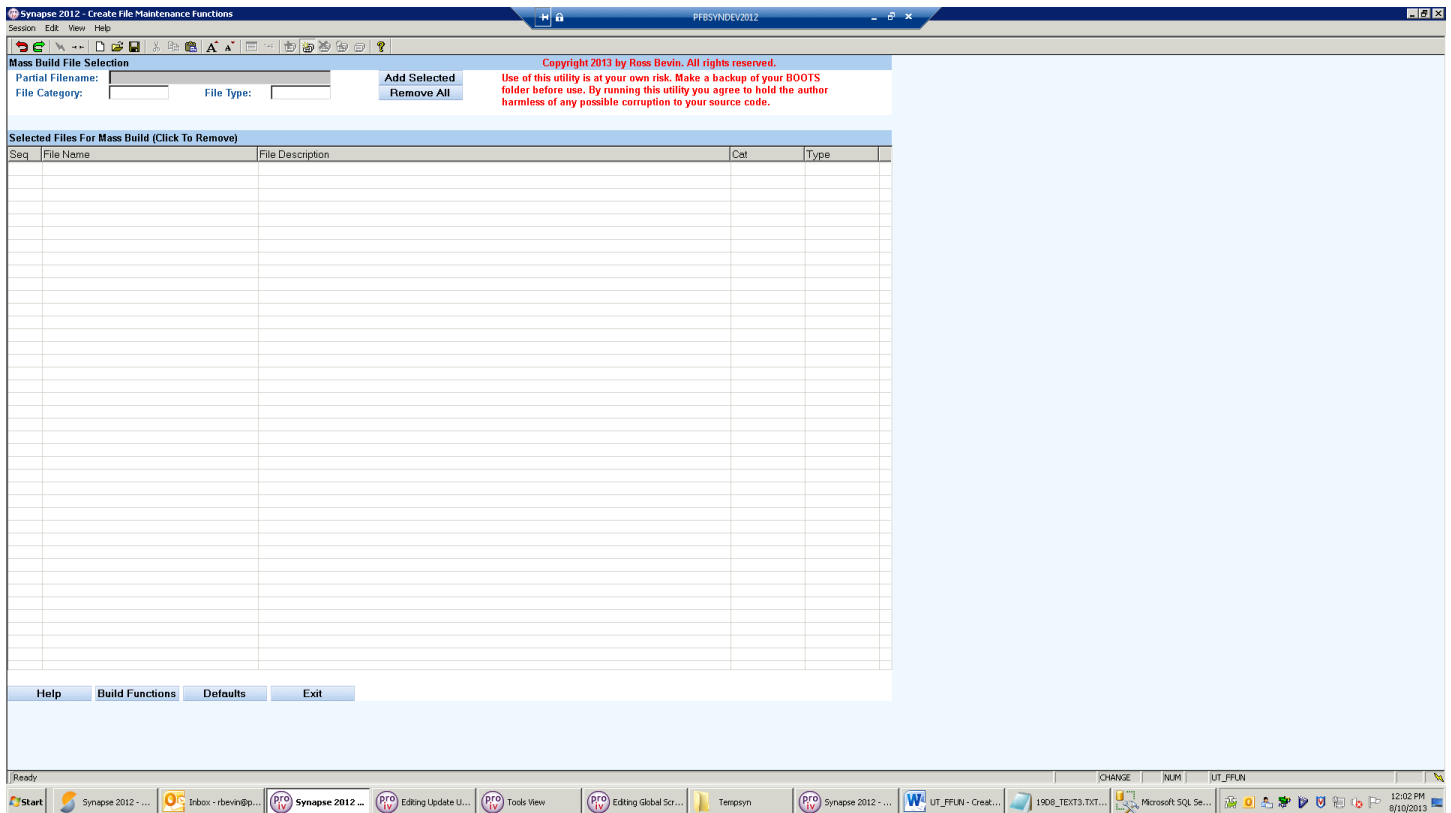 Synapse 2012 - Create File Maintenance Functions
PFBSYNDEV2012
Session Edit View Help
Mass Build File Selection
Copyright 2013 by Ross Bevin. All rights reserved.
Partial Filename:
Add Selected
Use of this utility is at your own risk. Make a backup of your BOOTS
File Category:
File Type:
Remove All
folder before use. By running this utility you agree to hold the author
harmless of any possible corruption to your source code.
Selected Files For Mass Build (Click To Remove)
Seq File Name File Description Cat Type
Help Build Functions Defaults Exit
Ready
CHANGE NUM UT_FFUN
Start
Synapse 2012 - ...
Inbox - rbevin@p...
Synapse 2012 ...
Editing Update U...
Tools View
Editing Global Scr...
Tempsyn
Synapse 2012 - ...
UT_FFUN - Creat...
19D8_TEXT3.TXT...
Microsoft SQL Se...
12:02 PM
8/10/2013